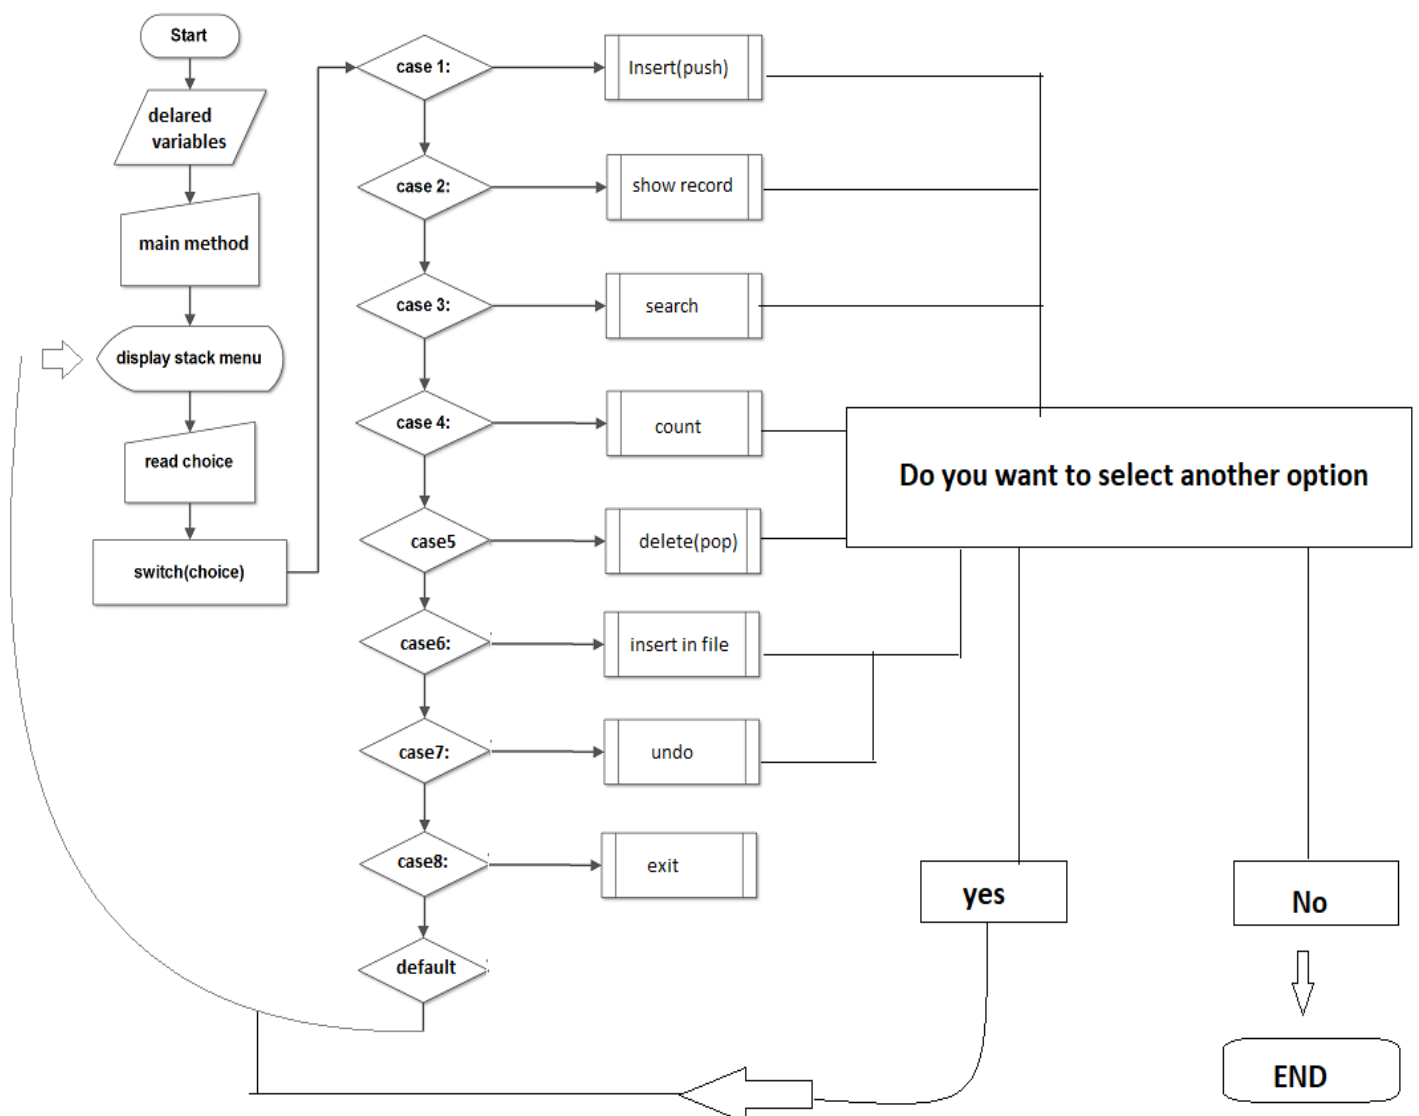 Start
delared
variables
main method
display stack menu
read choice
switch(choice)
case 1:
Insert(push)
case 2:
show record
case 3:
search
case 4:
count
case5
delete(pop)
case6:
insert in file
case7:
undo
case8:
exit
default
Do you want to select another option
yes
No
END